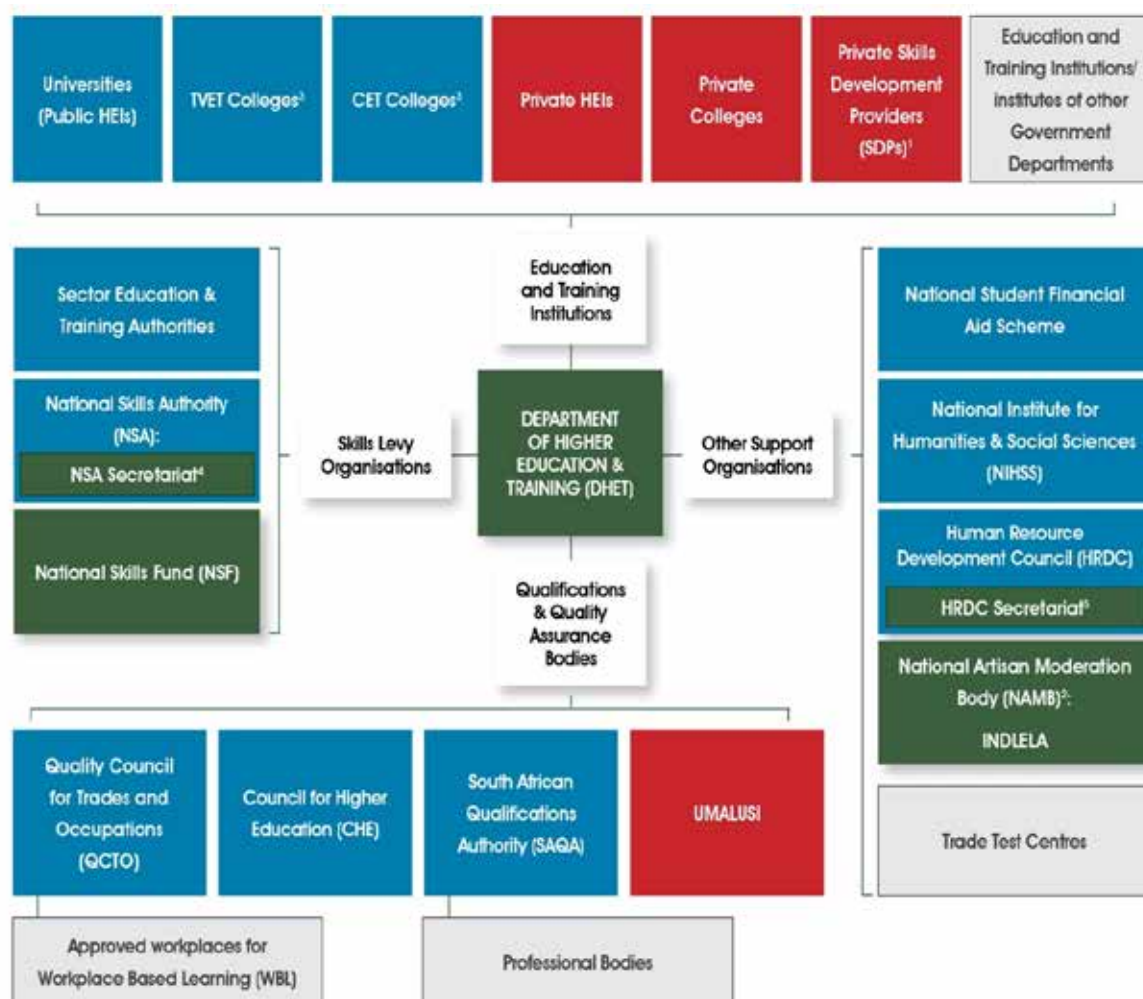 Universities
(Public HEIs)
TVET Colleges²
CET Colleges³
Private HEIs
Private
Colleges
Private Skills
Development
Providers
(SDPs)¹
Education and
Training Institutions/
institutes of other
Government
Departments
Sector Education &
Training Authorities
National Skills Authority
(NSA):
NSA Secretariat⁴
National Skills Fund (NSF)
Skills Levy
Organisations
Education
and Training
Institutions
DEPARTMENT
OF HIGHER
EDUCATION &
TRAINING (DHET)
Qualifications
& Quality
Assurance
Bodies
Other Support
Organisations
National Student Financial
Aid Scheme
National Institute for
Humanities & Social Sciences
(NIHSS)
Human Resource
Development Council (HRDC)
HRDC Secretariat⁵
National Artisan Moderation
Body (NAMB)²:
INDLELA
Trade Test Centres
Quality Council
for Trades and
Occupations
(QCTO)
Council for Higher
Education (CHE)
South African
Qualifications
Authority (SAQA)
UMALUSI
Approved workplaces for
Workplace Based Learning (WBL)
Professional Bodies